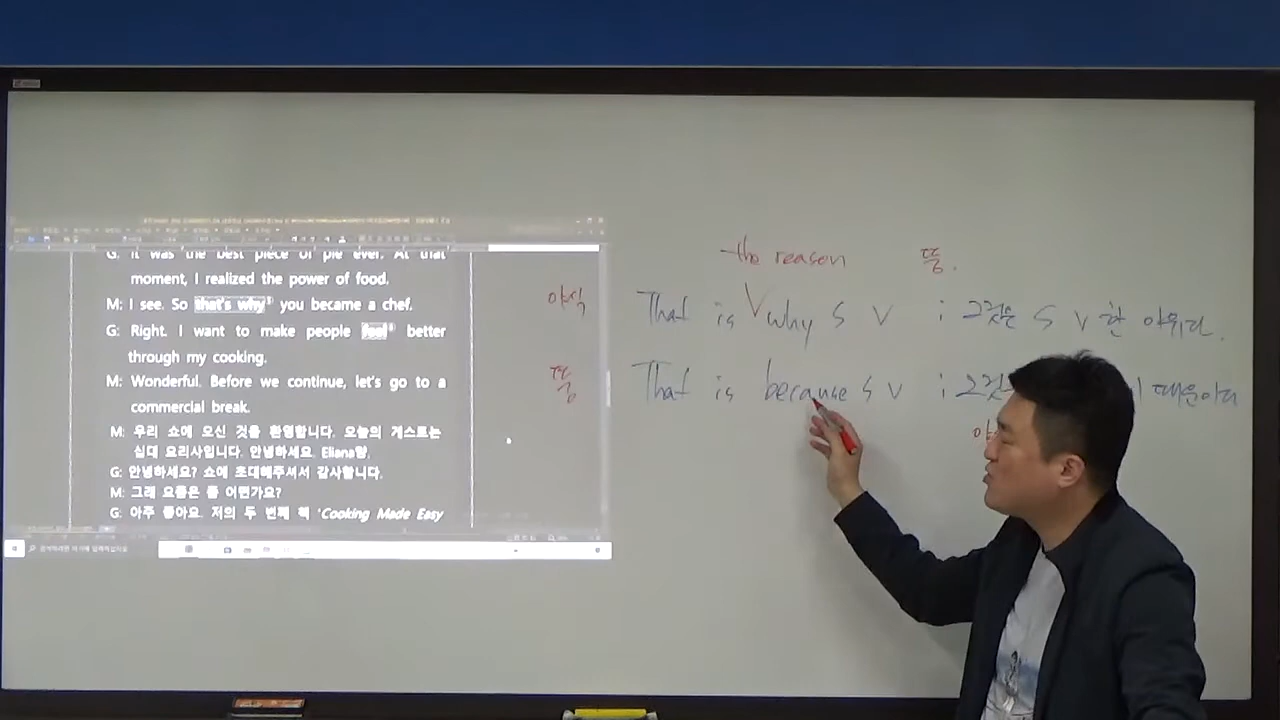 G: It was the best piece of pie ever. At that
moment, I realized the power of food.
M: I see. So that's why you became a chef.
G: Right. I want to make people feel better
through my cooking.
M: Wonderful. Before we continue, let's go to a
commercial break.
M: 우리 쇼에 오신 것을 환영합니다. 오늘의 게스트는
십대 요리사입니다. 안녕하세요. Eliana양.
G: 안녕하세요? 쇼에 초대해주셔서 감사합니다.
M: 그래 요즘은 좀 어떤가요?
G: 아주 좋아요. 저의 두 번째 책 'Cooking Made Easy
the reason
That is why S V : 그것은 S V 한 이유다.
That is because S V : 때문이다